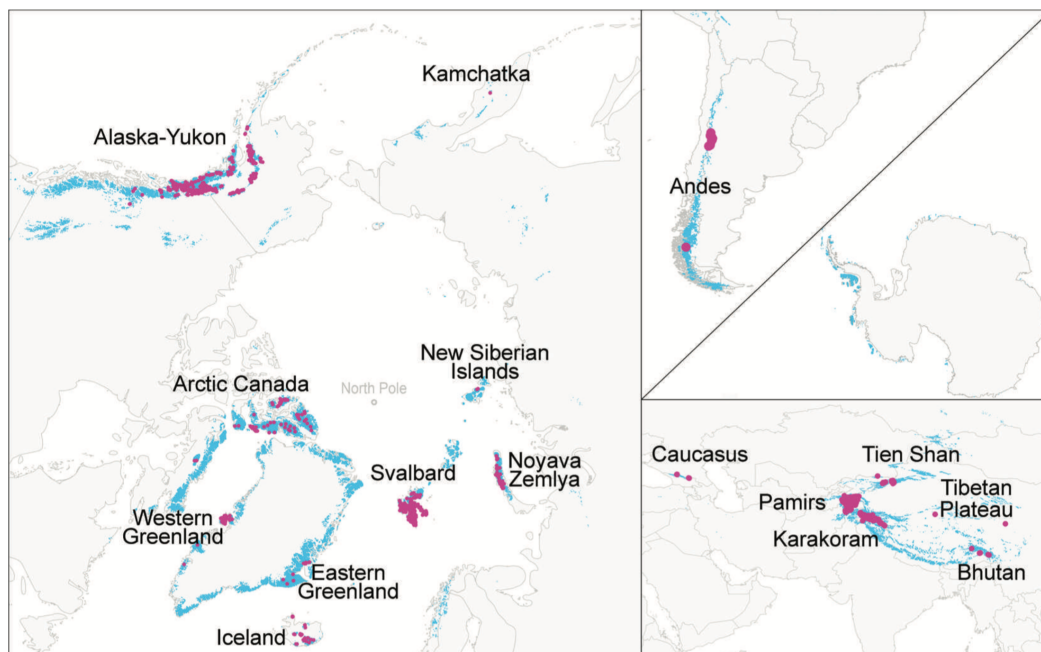 Kamchatka
Alaska-Yukon
New Siberian
Islands
Arctic Canada
North Pole
Svalbard
Noyava
Zemlya
Western
Greenland
Eastern
Greenland
Iceland
Andes
Caucasus
Tien Shan
Pamirs
Tibetan
Plateau
Karakoram
Bhutan